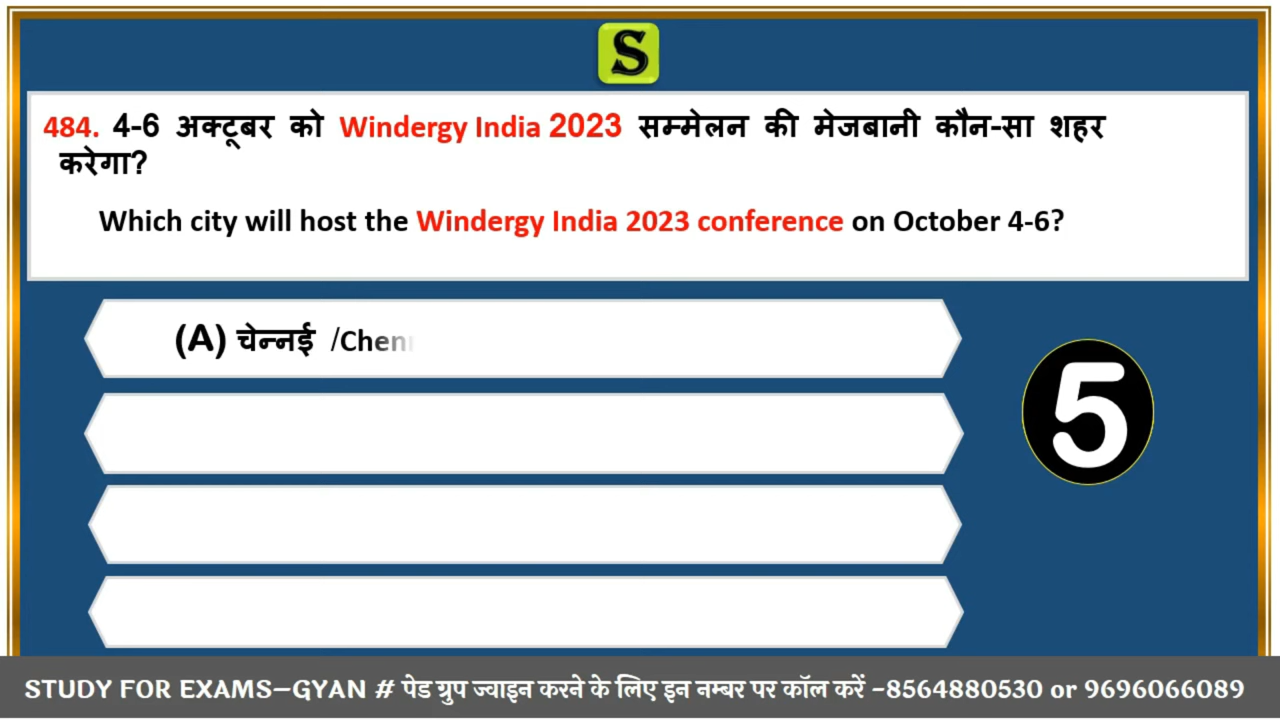 S
484. 4-6 अक्टूबर को Windergy India 2023 सम्मेलन की मेजबानी कौन-सा शहर
करेगा?
Which city will host the Windergy India 2023 conference on October 4-6?
(A) चेन्नई /Chen
5
STUDY FOR EXAMS–GYAN # पेड ग्रुप ज्वाइन करने के लिए इन नम्बर पर कॉल करें –8564880530 or 9696066089